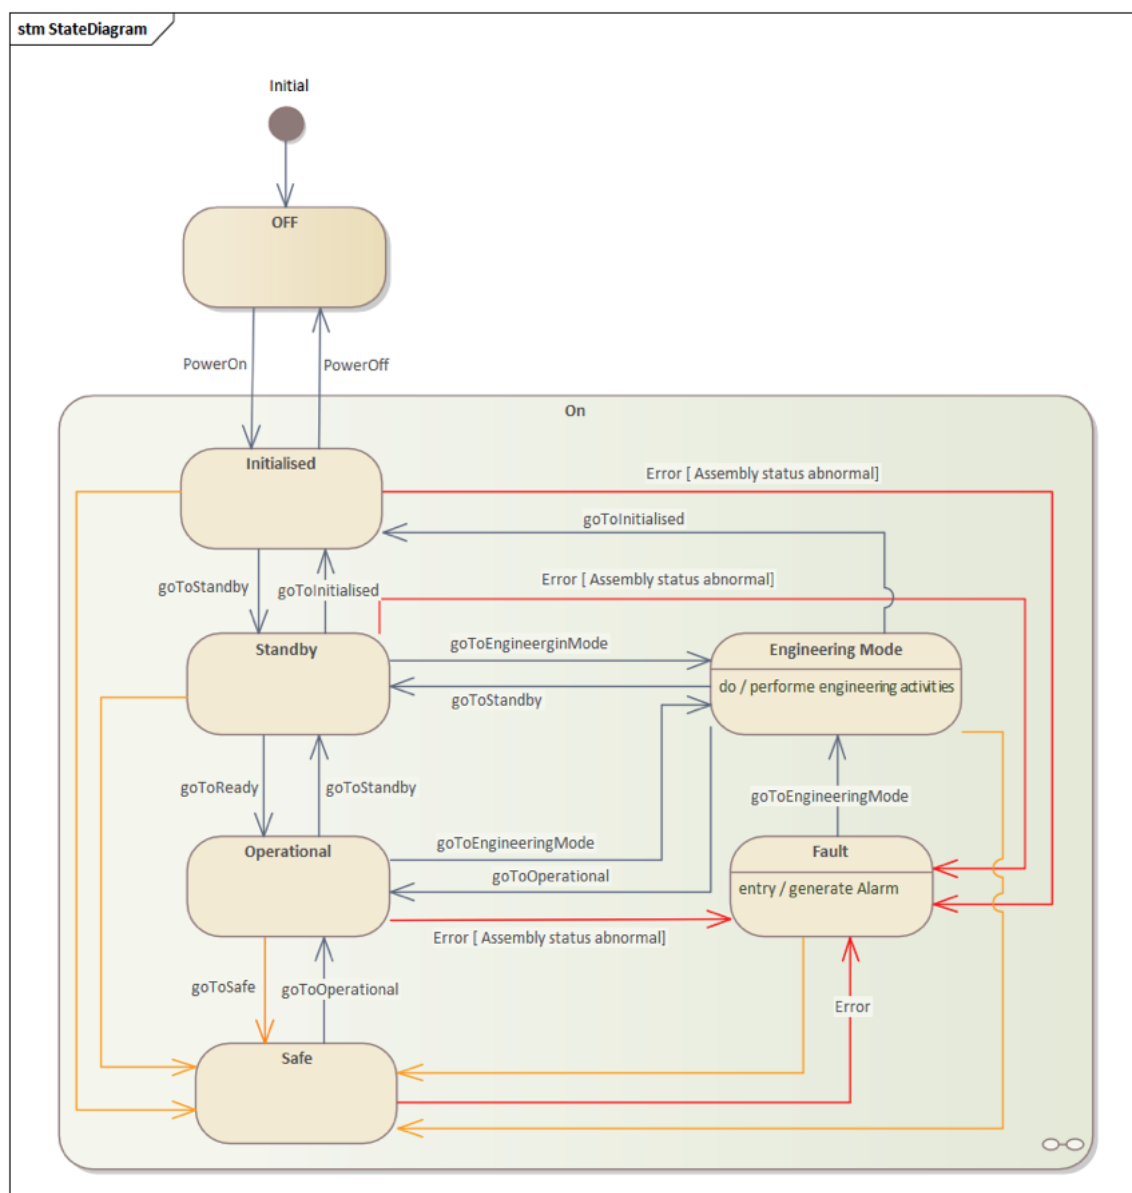 stm StateDiagram
Initial
OFF
PowerOn
PowerOff
On
Initialised
Error [ Assembly status abnormal]
goToInitialised
Error [ Assembly status abnormal]
goToStandby
goToInitialised
Standby
goToEngineerginMode
Engineering Mode
do / performe engineering activities
goToStandby
goToReady
goToStandby
goToEngineeringMode
Operational
goToEngineeringMode
Fault
goToOperational
entry / generate Alarm
Error [ Assembly status abnormal]
goToSafe
goToOperational
Error
Safe